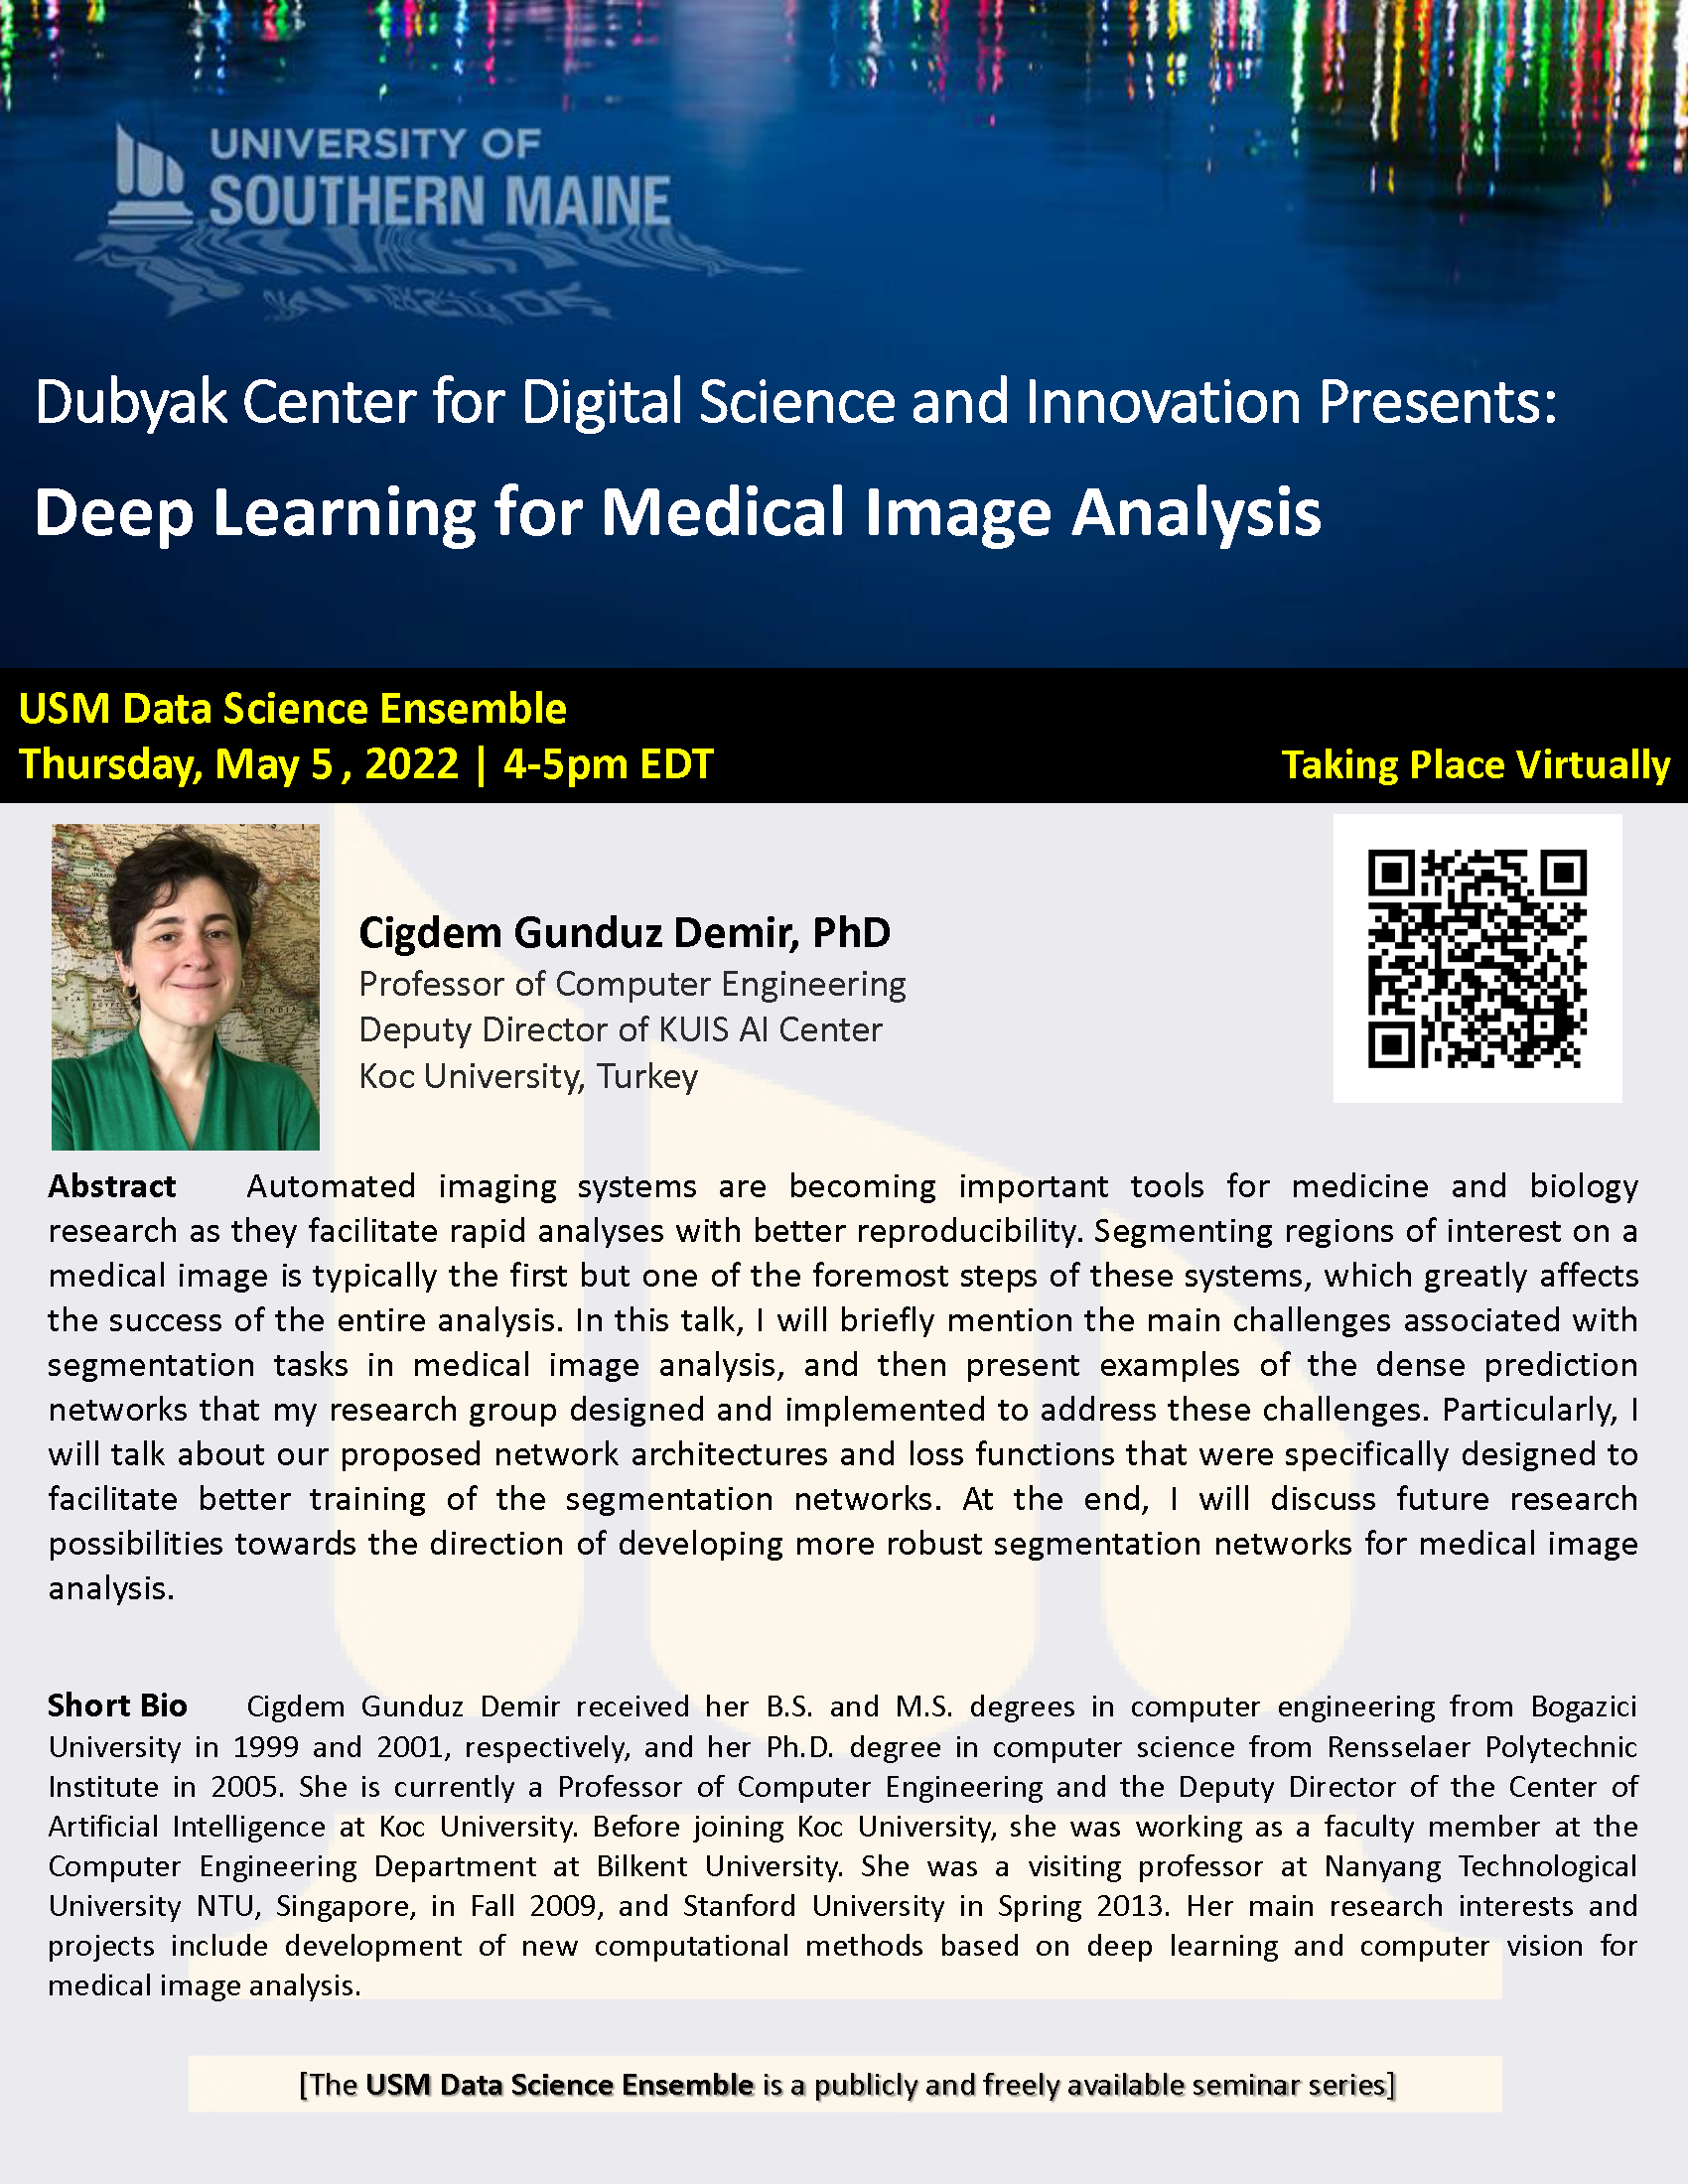 UNIVERSITY OF
SOUTHERN MAINE
Dubyak Center for Digital Science and Innovation Presents:
Deep Learning for Medical Image Analysis
USM Data Science Ensemble
Thursday, May 5 , 2022 | 4-5pm EDT
Taking Place Virtually
Cigdem Gunduz Demir, PhD
Professor of Computer Engineering
Deputy Director of KUIS AI Center
Koc University, Turkey
Abstract Automated imaging systems are becoming important tools for medicine and biology
research as they facilitate rapid analyses with better reproducibility. Segmenting regions of interest on a
medical image is typically the first but one of the foremost steps of these systems, which greatly affects
the success of the entire analysis. In this talk, I will briefly mention the main challenges associated with
segmentation tasks in medical image analysis, and then present examples of the dense prediction
networks that my research group designed and implemented to address these challenges. Particularly, I
will talk about our proposed network architectures and loss functions that were specifically designed to
facilitate better training of the segmentation networks. At the end, I will discuss future research
possibilities towards the direction of developing more robust segmentation networks for medical image
analysis.
Short Bio Cigdem Gunduz Demir received her B.S. and M.S. degrees in computer engineering from Bogazici
University in 1999 and 2001, respectively, and her Ph.D. degree in computer science from Rensselaer Polytechnic
Institute in 2005. She is currently a Professor of Computer Engineering and the Deputy Director of the Center of
Artificial Intelligence at Koc University. Before joining Koc University, she was working as a faculty member at the
Computer Engineering Department at Bilkent University. She was a visiting professor at Nanyang Technological
University NTU, Singapore, in Fall 2009, and Stanford University in Spring 2013. Her main research interests and
projects include development of new computational methods based on deep learning and computer vision for
medical image analysis.
[The USM Data Science Ensemble is a publicly and freely available seminar series]